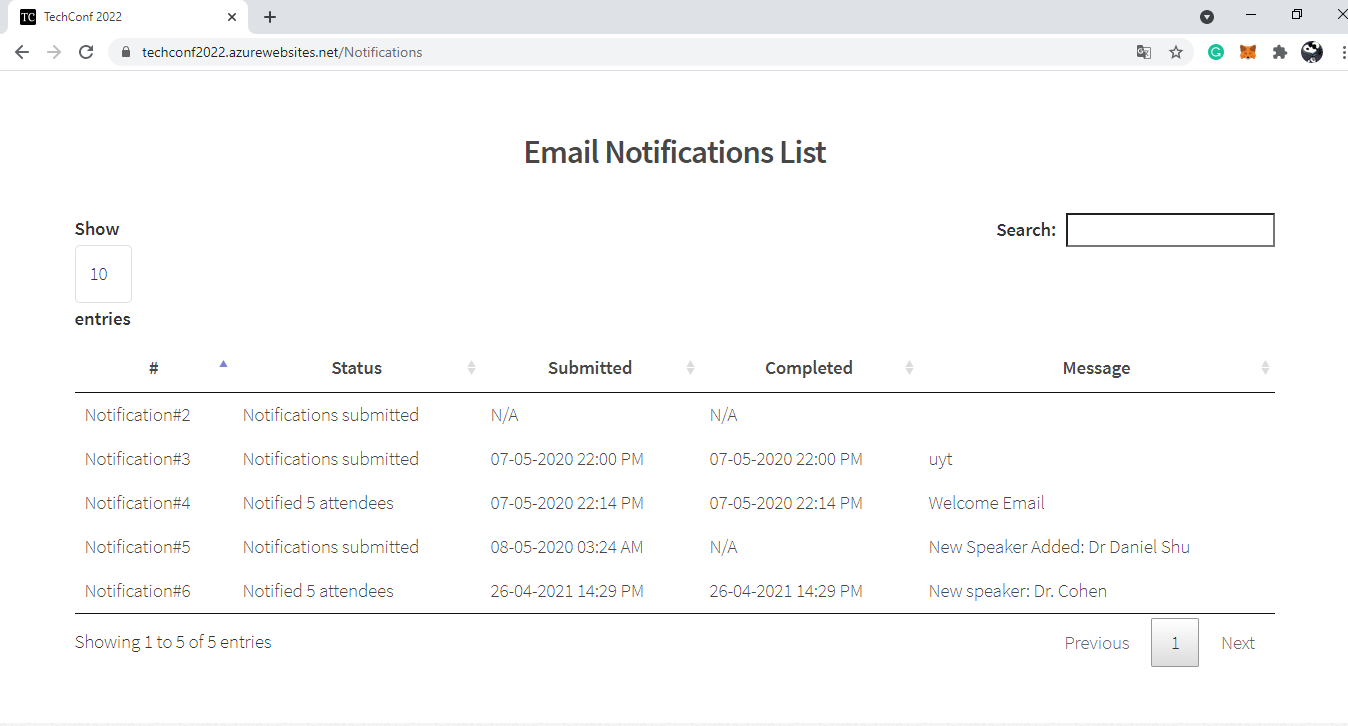 TC TechConf 2022
techconf2022.azurewebsites.net/Notifications
Email Notifications List
Show
10
entries
Search:
# Status Submitted Completed Message
Notification#2 Notifications submitted N/A N/A
Notification#3 Notifications submitted 07-05-2020 22:00 PM 07-05-2020 22:00 PM uyt
Notification#4 Notified 5 attendees 07-05-2020 22:14 PM 07-05-2020 22:14 PM Welcome Email
Notification#5 Notifications submitted 08-05-2020 03:24 AM N/A New Speaker Added: Dr Daniel Shu
Notification#6 Notified 5 attendees 26-04-2021 14:29 PM 26-04-2021 14:29 PM New speaker: Dr. Cohen
Showing 1 to 5 of 5 entries
Previous 1 Next